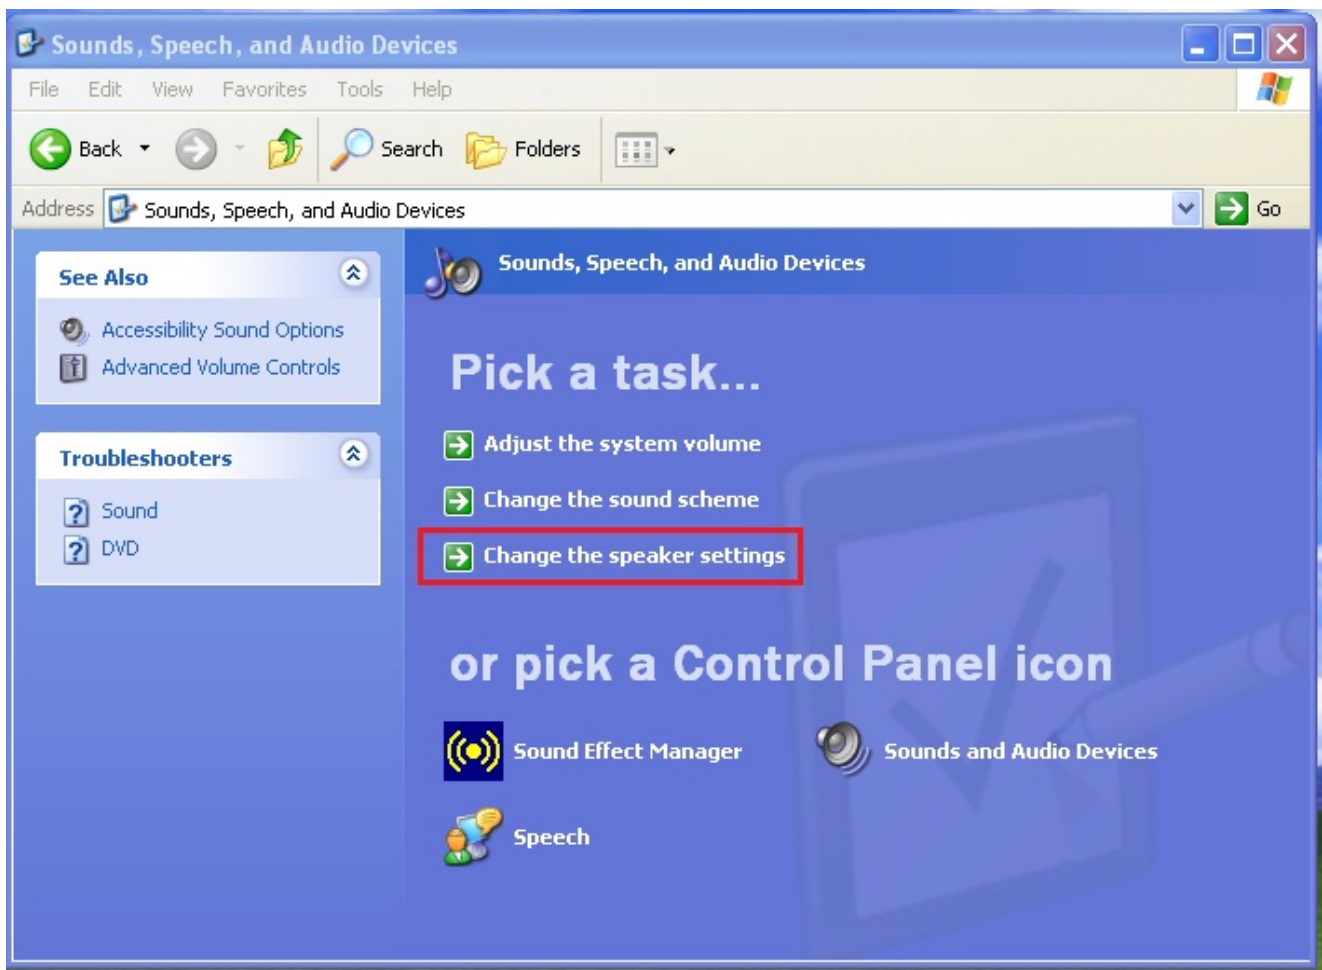 Sounds, Speech, and Audio Devices
File Edit View Favorites Tools Help
Back Search Folders
Address Sounds, Speech, and Audio Devices Go
See Also
Accessibility Sound Options
Advanced Volume Controls
Troubleshooters
Sound
DVD
Sounds, Speech, and Audio Devices
Pick a task...
Adjust the system volume
Change the sound scheme
Change the speaker settings
or pick a Control Panel icon
Sound Effect Manager
Sounds and Audio Devices
Speech